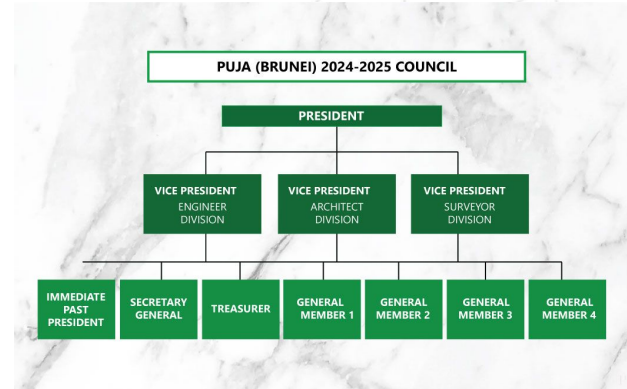 PUJA (BRUNEI) 2024-2025 COUNCIL
PRESIDENT
VICE PRESIDENT
ENGINEER
DIVISION
VICE PRESIDENT
ARCHITECT
DIVISION
VICE PRESIDENT
SURVEYOR
DIVISION
IMMEDIATE
PAST
PRESIDENT
SECRETARY
GENERAL
TREASURER
GENERAL
MEMBER 1
GENERAL
MEMBER 2
GENERAL
MEMBER 3
GENERAL
MEMBER 4